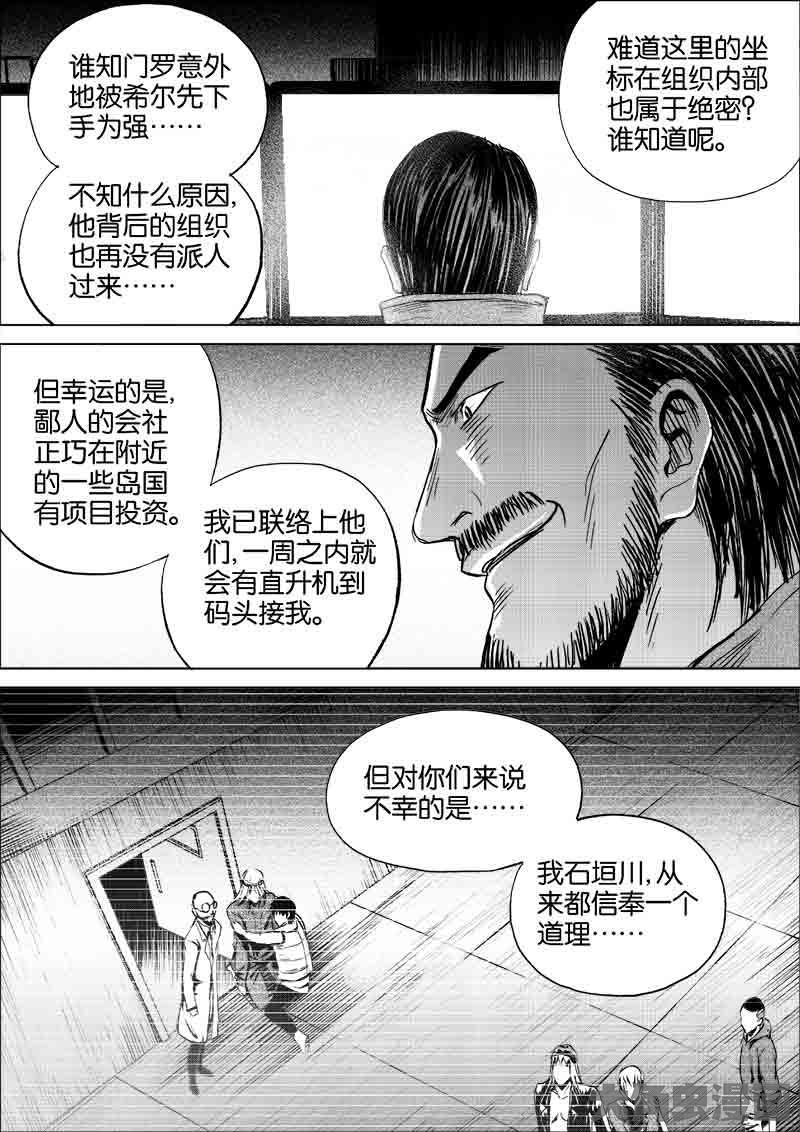 谁知门罗意外
地被希尔先下
手为强……
不知什么原因,
他背后的组织
也再没有派人
过来……
难道这里的坐
标在组织内部
也属于绝密?
谁知道呢。
但幸运的是,
鄙人的会社
正巧在附近
的一些岛国
有项目投资。
我已联络上他
们,一周之内就
会有直升机到
码头接我。
但对你们来说
不幸的是……
我石垣川,从
来都信奉一个
道理……